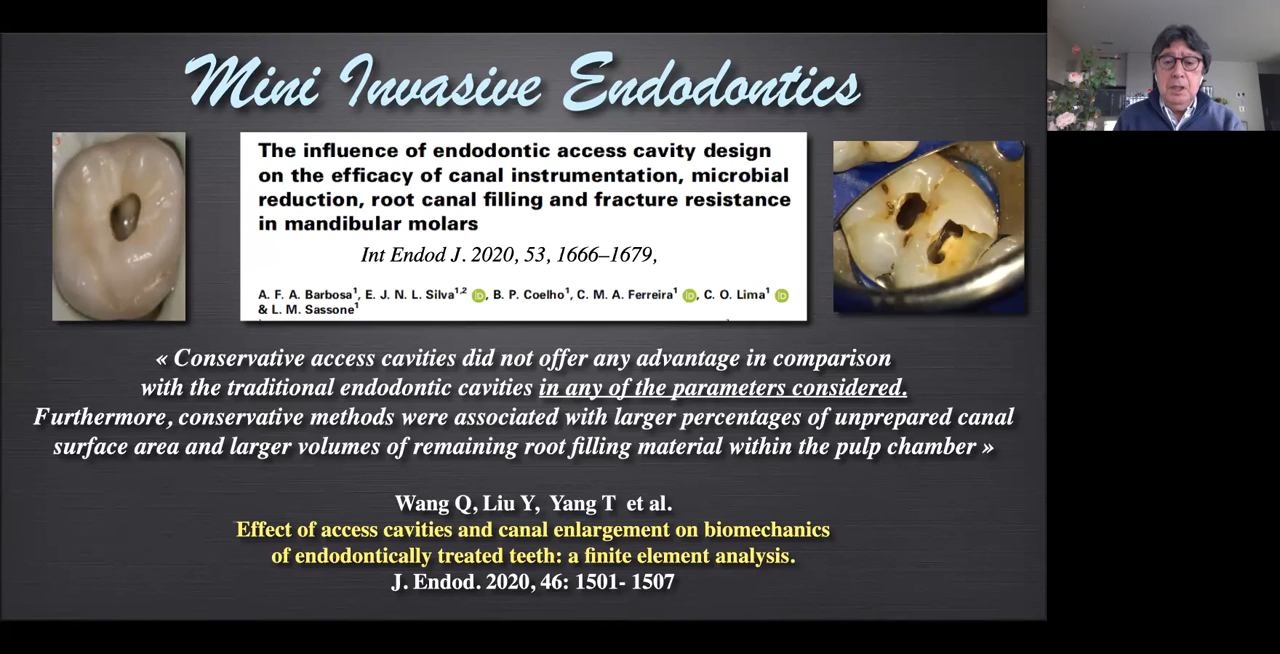 Mini Invasive Endodontics
The influence of endodontic access cavity design
on the efficacy of canal instrumentation, microbial
reduction, root canal filling and fracture resistance
in mandibular molars
Int Endod J. 2020, 53, 1666–1679,
A. F. A. Barbosa¹, E. J. N. L. Silva¹,² iD, B. P. Coelho¹, C. M. A. Ferreira¹ iD, C. O. Lima¹ iD
& L. M. Sassone¹
« Conservative access cavities did not offer any advantage in comparison
with the traditional endodontic cavities in any of the parameters considered.
Furthermore, conservative methods were associated with larger percentages of unprepared canal
surface area and larger volumes of remaining root filling material within the pulp chamber »
Wang Q, Liu Y, Yang T et al.
Effect of access cavities and canal enlargement on biomechanics
of endodontically treated teeth: a finite element analysis.
J. Endod. 2020, 46: 1501- 1507